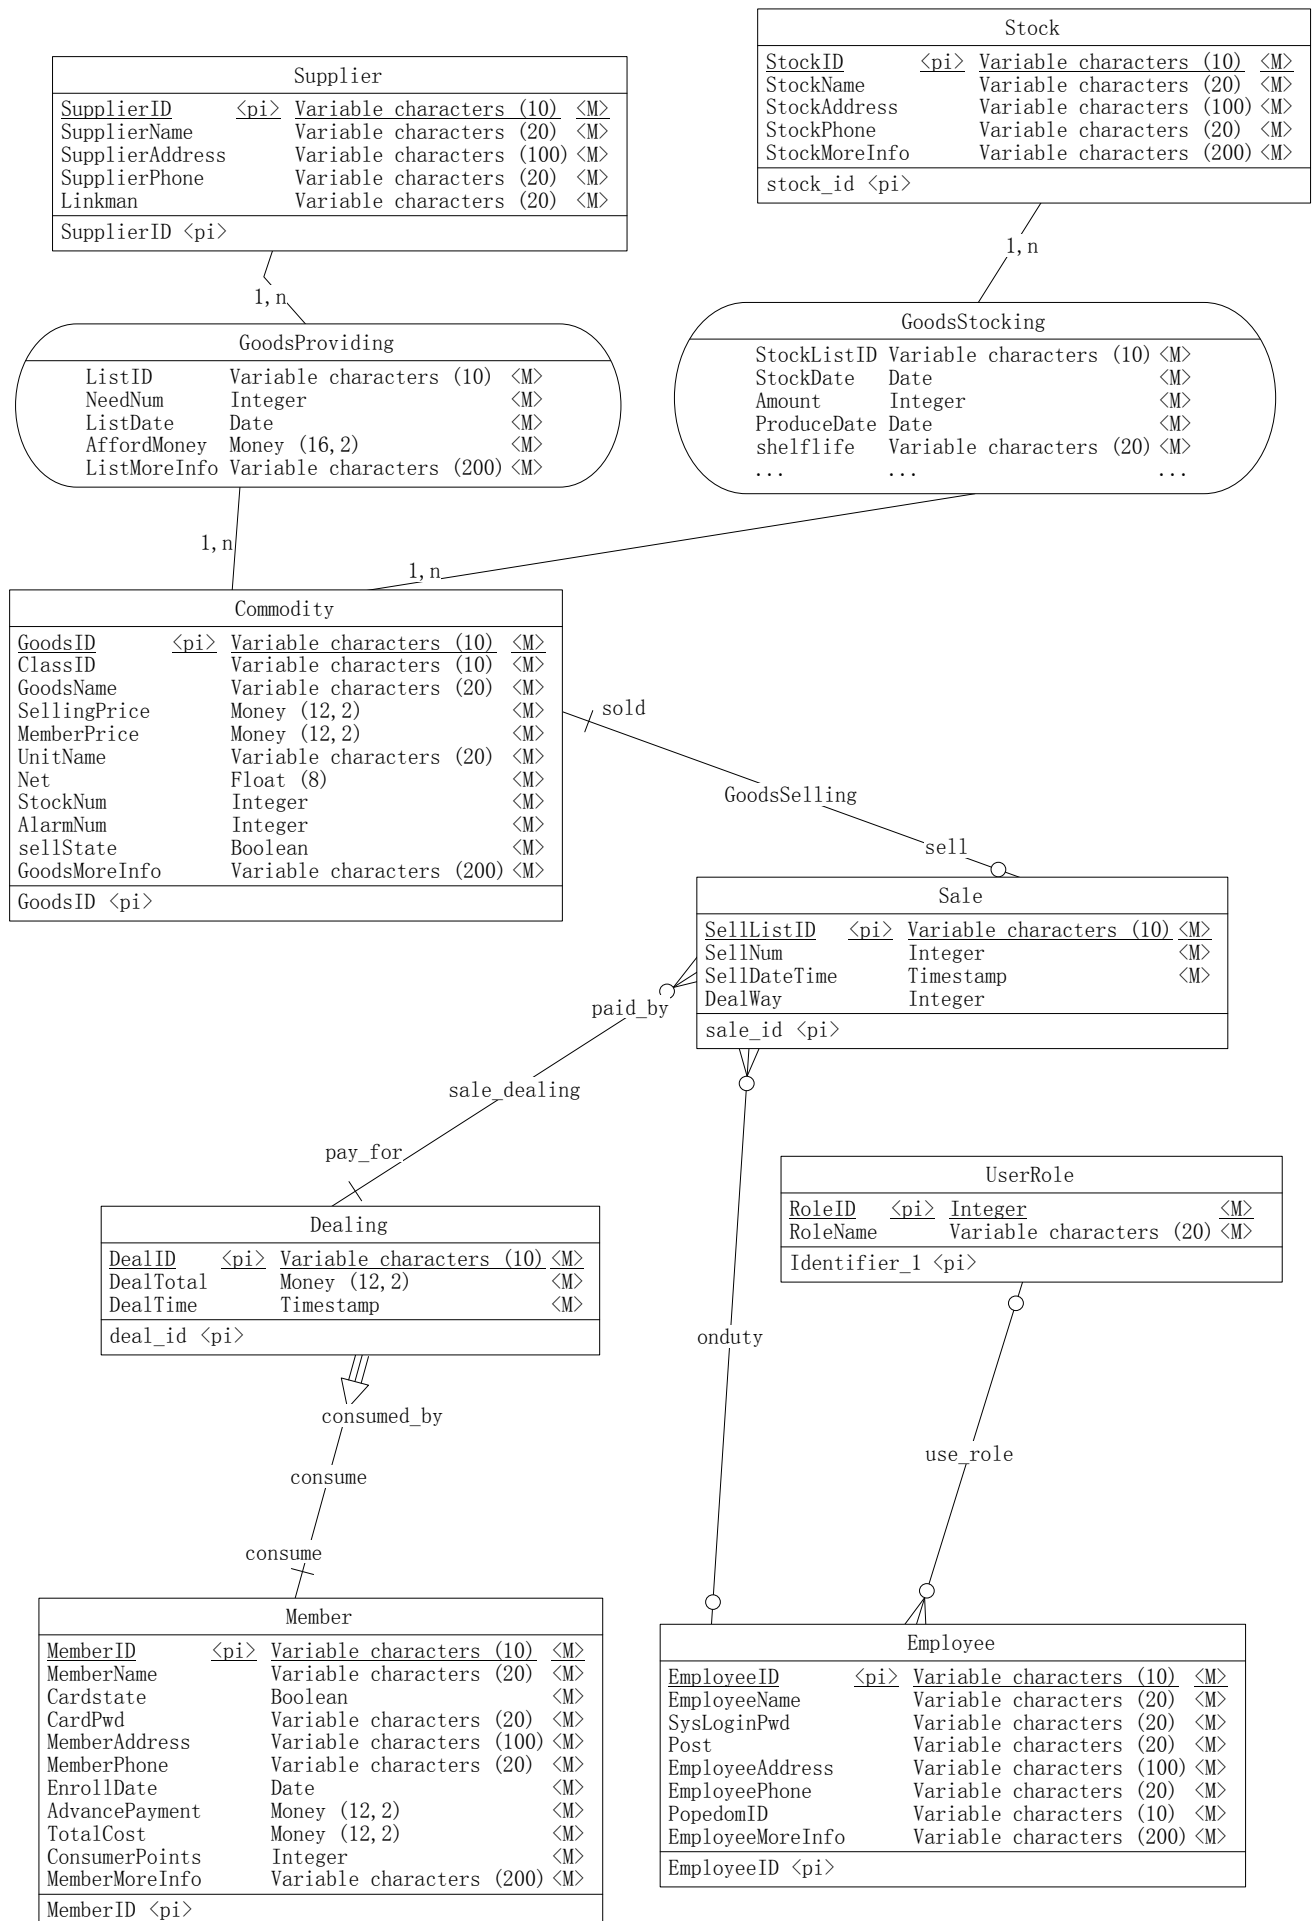 Stock
StockID <pi> Variable characters (10) <M>
StockName Variable characters (20) <M>
StockAddress Variable characters (100) <M>
StockPhone Variable characters (20) <M>
StockMoreInfo Variable characters (200) <M>
stock_id <pi>
Supplier
SupplierID <pi> Variable characters (10) <M>
SupplierName Variable characters (20) <M>
SupplierAddress Variable characters (100) <M>
SupplierPhone Variable characters (20) <M>
Linkman Variable characters (20) <M>
SupplierID <pi>
1,n
1,n
GoodsProviding
ListID Variable characters (10) <M>
NeedNum Integer <M>
ListDate Date <M>
AffordMoney Money (16,2) <M>
ListMoreInfo Variable characters (200) <M>
GoodsStocking
StockListID Variable characters (10) <M>
StockDate Date <M>
Amount Integer <M>
ProduceDate Date <M>
shelflife Variable characters (20) <M>
... ... ...
1,n
1,n
Commodity
GoodsID <pi> Variable characters (10) <M>
ClassID Variable characters (10) <M>
GoodsName Variable characters (20) <M>
SellingPrice Money (12,2) <M>
MemberPrice Money (12,2) <M>
UnitName Variable characters (20) <M>
Net Float (8) <M>
StockNum Integer <M>
AlarmNum Integer <M>
sellState Boolean <M>
GoodsMoreInfo Variable characters (200) <M>
GoodsID <pi>
sold
GoodsSelling
sell
Sale
SellListID <pi> Variable characters (10) <M>
SellNum Integer <M>
SellDateTime Timestamp <M>
DealWay Integer
sale_id <pi>
paid_by
sale_dealing
pay_for
Dealing
DealID <pi> Variable characters (10) <M>
DealTotal Money (12,2) <M>
DealTime Timestamp <M>
deal_id <pi>
UserRole
RoleID <pi> Integer <M>
RoleName Variable characters (20) <M>
Identifier_1 <pi>
onduty
consumed_by
consume
consume
use_role
Member
MemberID <pi> Variable characters (10) <M>
MemberName Variable characters (20) <M>
Cardstate Boolean <M>
CardPwd Variable characters (20) <M>
MemberAddress Variable characters (100) <M>
MemberPhone Variable characters (20) <M>
EnrollDate Date <M>
AdvancePayment Money (12,2) <M>
TotalCost Money (12,2) <M>
ConsumerPoints Integer <M>
MemberMoreInfo Variable characters (200) <M>
MemberID <pi>
Employee
EmployeeID <pi> Variable characters (10) <M>
EmployeeName Variable characters (20) <M>
SysLoginPwd Variable characters (20) <M>
Post Variable characters (20) <M>
EmployeeAddress Variable characters (100) <M>
EmployeePhone Variable characters (20) <M>
PopedomID Variable characters (10) <M>
EmployeeMoreInfo Variable characters (200) <M>
EmployeeID <pi>